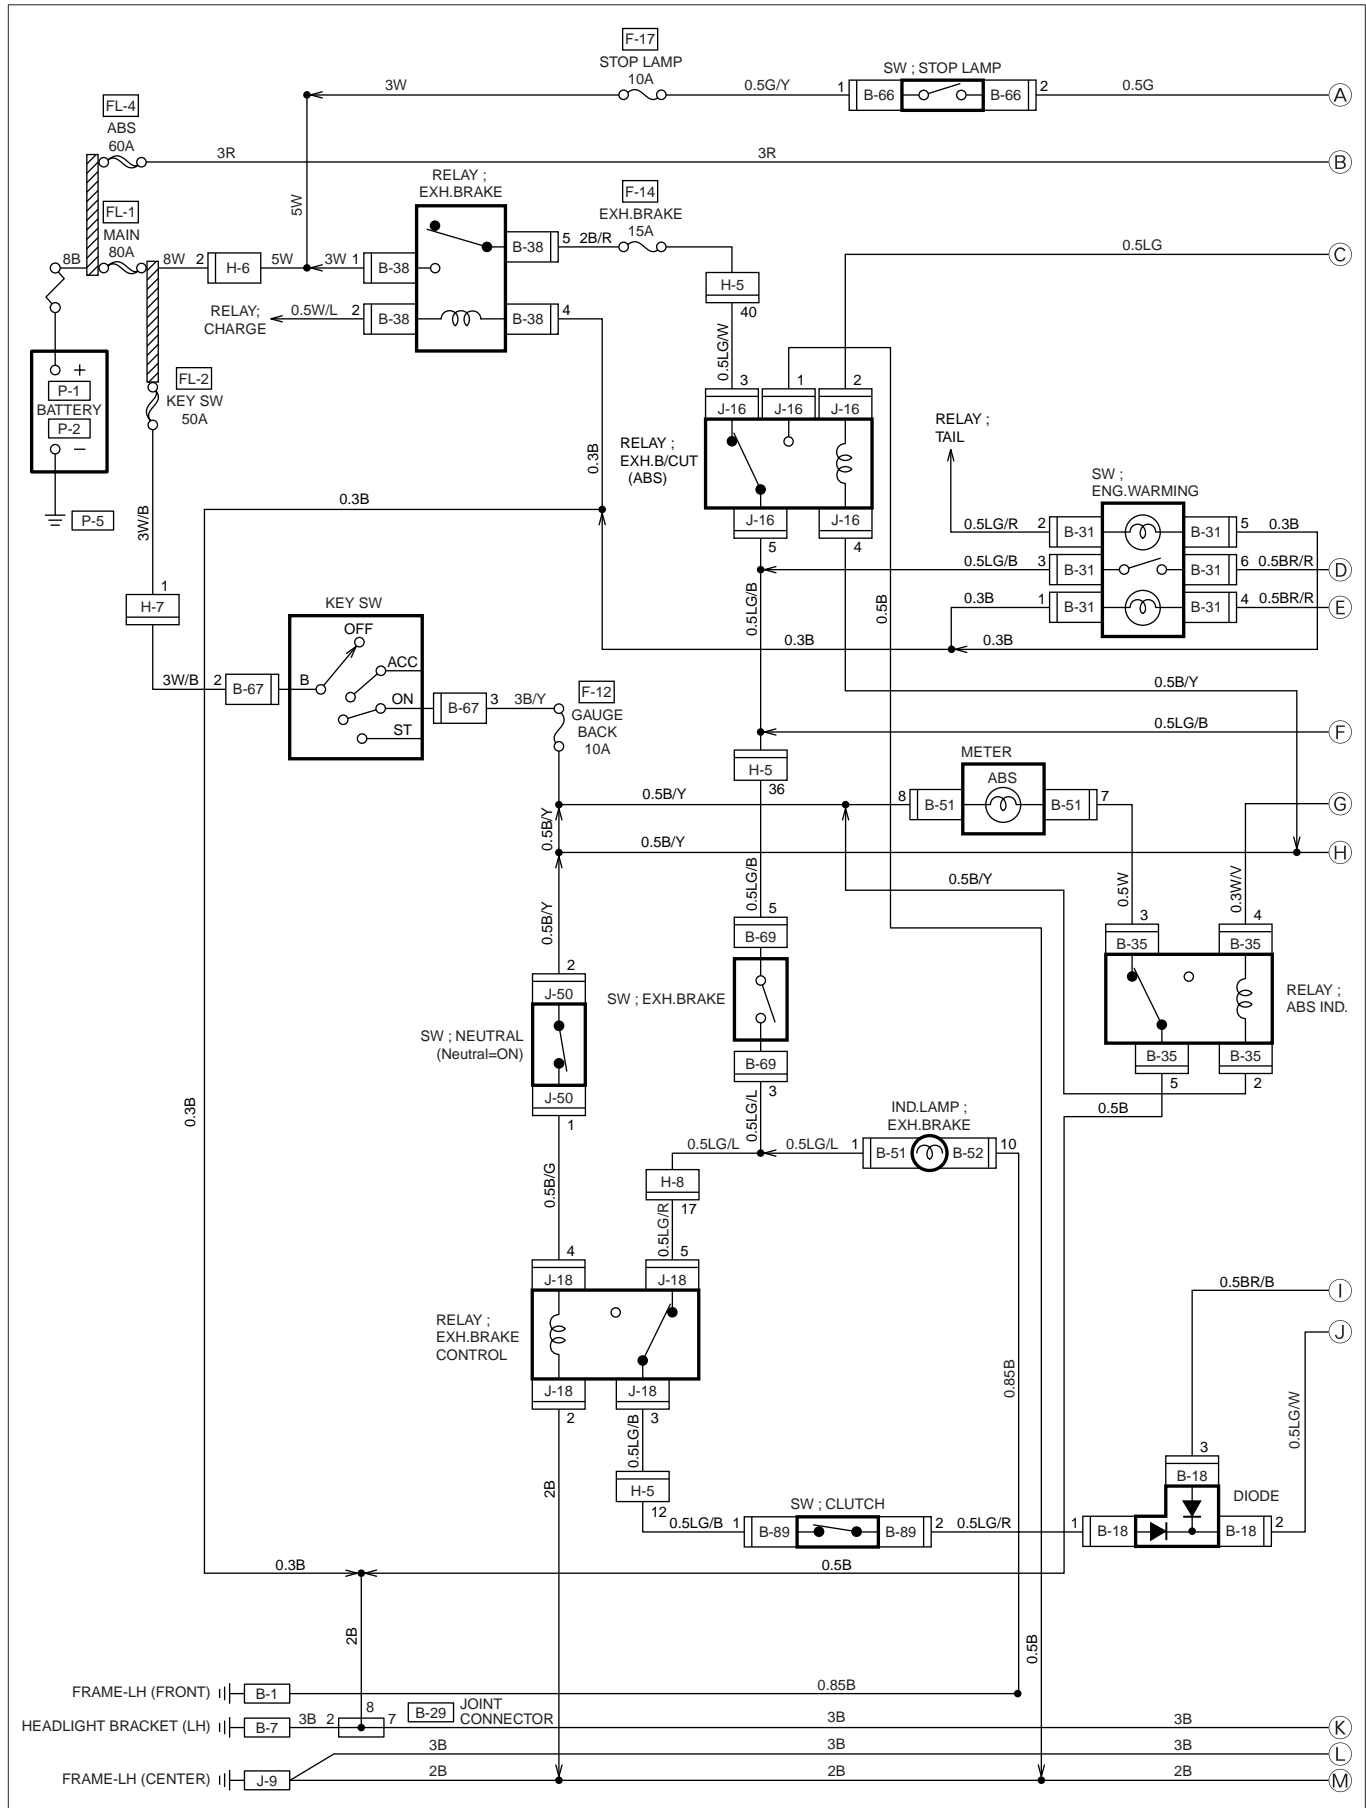 F-17
STOP LAMP
10A
3W
0.5G/Y
1
B-66
SW ; STOP LAMP
B-66
2
0.5G
A
FL-4
ABS
60A
3R
3R
B
RELAY ;
EXH.BRAKE
F-14
EXH.BRAKE
15A
5W
FL-1
MAIN
80A
8B
8W
2
H-6
5W
3W
1
B-38
B-38
5
2B/R
0.5LG
C
H-5
40
RELAY;
CHARGE
0.5W/L
2
B-38
B-38
4
0.5LG/W
+
P-1
BATTERY
P-2
−
P-5
FL-2
KEY SW
50A
3
1
2
J-16
J-16
J-16
RELAY ;
EXH.B/CUT
(ABS)
J-16
J-16
5
4
RELAY ;
TAIL
SW ;
ENG.WARMING
0.3B
0.3B
3W/B
0.5LG/R
2
B-31
B-31
5
0.3B
0.5LG/B
3
B-31
B-31
6
0.5BR/R
D
0.3B
1
B-31
B-31
4
0.5BR/R
E
1
H-7
0.5LG/B
0.5B
0.3B
0.3B
KEY SW
OFF
ACC
ON
ST
3W/B
2
B-67
B
B-67
3
3B/Y
F-12
GAUGE
BACK
10A
0.5B/Y
0.5LG/B
F
H-5
36
METER
ABS
0.5B/Y
8
B-51
B-51
7
G
0.5B/Y
0.5B/Y
H
0.5B/Y
0.5LG/B
0.5B/Y
0.5W
0.3W/V
5
B-69
3
4
B-35
B-35
2
J-50
SW ; NEUTRAL
(Neutral=ON)
J-50
1
SW ; EXH.BRAKE
B-69
3
RELAY ;
ABS IND.
B-35
B-35
5
2
0.5B
0.3B
0.5LG/L
IND.LAMP ;
EXH.BRAKE
0.5LG/L
0.5LG/L
1
B-51
B-52
10
0.5B/G
H-8
17
0.5LG/R
4
5
J-18
J-18
RELAY ;
EXH.BRAKE
CONTROL
J-18
J-18
2
3
0.5BR/B
I
J
0.85B
0.5LG/W
0.5LG/B
2B
H-5
12
SW ; CLUTCH
0.5LG/B
1
B-89
B-89
2
0.5LG/R
3
B-18
DIODE
1
B-18
B-18
2
0.3B
0.5B
2B
0.5B
FRAME-LH (FRONT)
B-1
0.85B
HEADLIGHT BRACKET (LH)
B-7
3B
2
8
7
B-29
JOINT
CONNECTOR
3B
3B
K
3B
3B
3B
L
FRAME-LH (CENTER)
J-9
2B
2B
2B
M